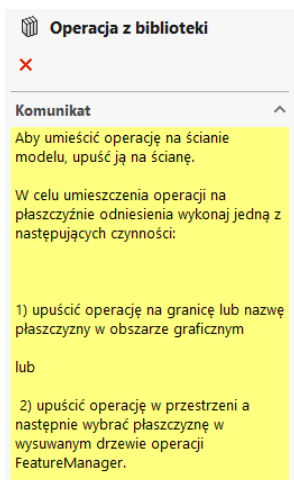 Operacja z biblioteki
Komunikat
Aby umieścić operację na ścianie
modelu, upuść ją na ścianę.
W celu umieszczenia operacji na
płaszczyźnie odniesienia wykonaj jedną z
następujących czynności:
1) upuścić operację na granicę lub nazwę
płaszczyzny w obszarze graficznym
lub
2) upuścić operację w przestrzeni a
następnie wybrać płaszczyznę w
wysuwanym drzewie operacji
FeatureManager.